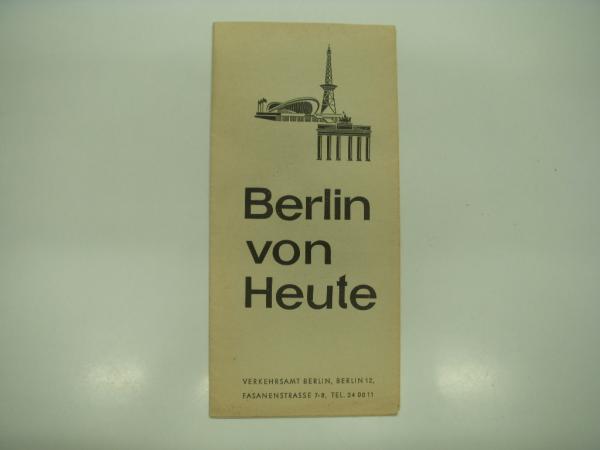 Berlin
von
Heute
VERKEHRSAMT BERLIN, BERLIN 12,
FASANENSTRASSE 7-8, TEL. 24 00 11